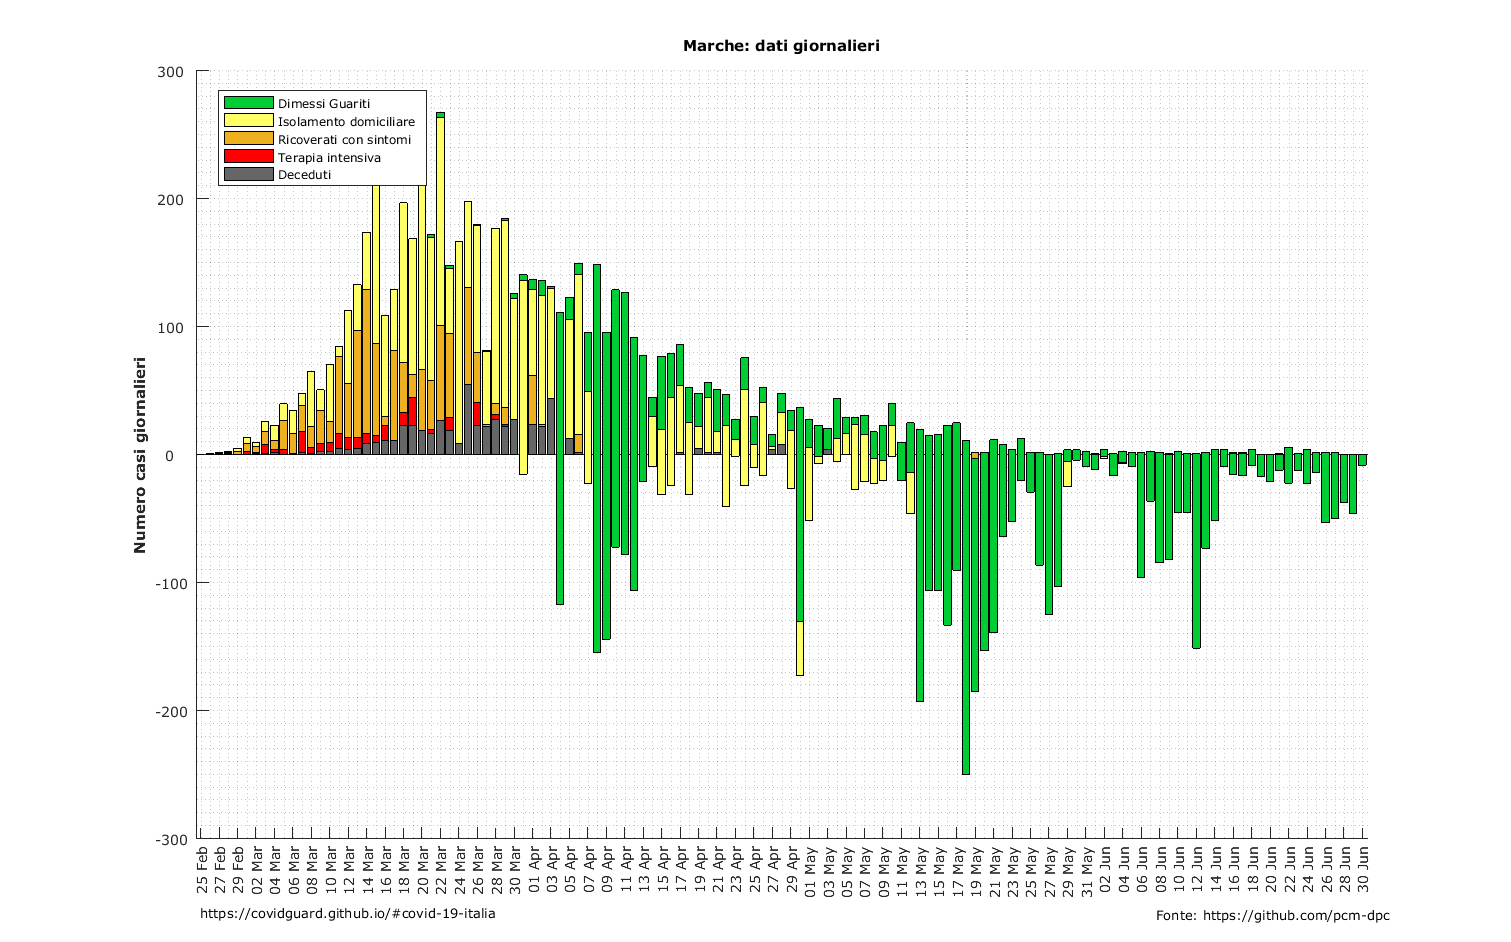 Marche: dati giornalieri
Numero casi giornalieri
300
200
100
0
-100
-200
-300
Dimessi Guariti
Isolamento domiciliare
Ricoverati con sintomi
Terapia intensiva
Deceduti
25 Feb
27 Feb
29 Feb
02 Mar
04 Mar
06 Mar
08 Mar
10 Mar
12 Mar
14 Mar
16 Mar
18 Mar
20 Mar
22 Mar
24 Mar
26 Mar
28 Mar
30 Mar
01 Apr
03 Apr
05 Apr
07 Apr
09 Apr
11 Apr
13 Apr
15 Apr
17 Apr
19 Apr
21 Apr
23 Apr
25 Apr
27 Apr
29 Apr
01 May
03 May
05 May
07 May
09 May
11 May
13 May
15 May
17 May
19 May
21 May
23 May
25 May
27 May
29 May
31 May
02 Jun
04 Jun
06 Jun
08 Jun
10 Jun
12 Jun
14 Jun
16 Jun
18 Jun
20 Jun
22 Jun
24 Jun
26 Jun
28 Jun
30 Jun
https://covidguard.github.io/#covid-19-italia
Fonte: https://github.com/pcm-dpc